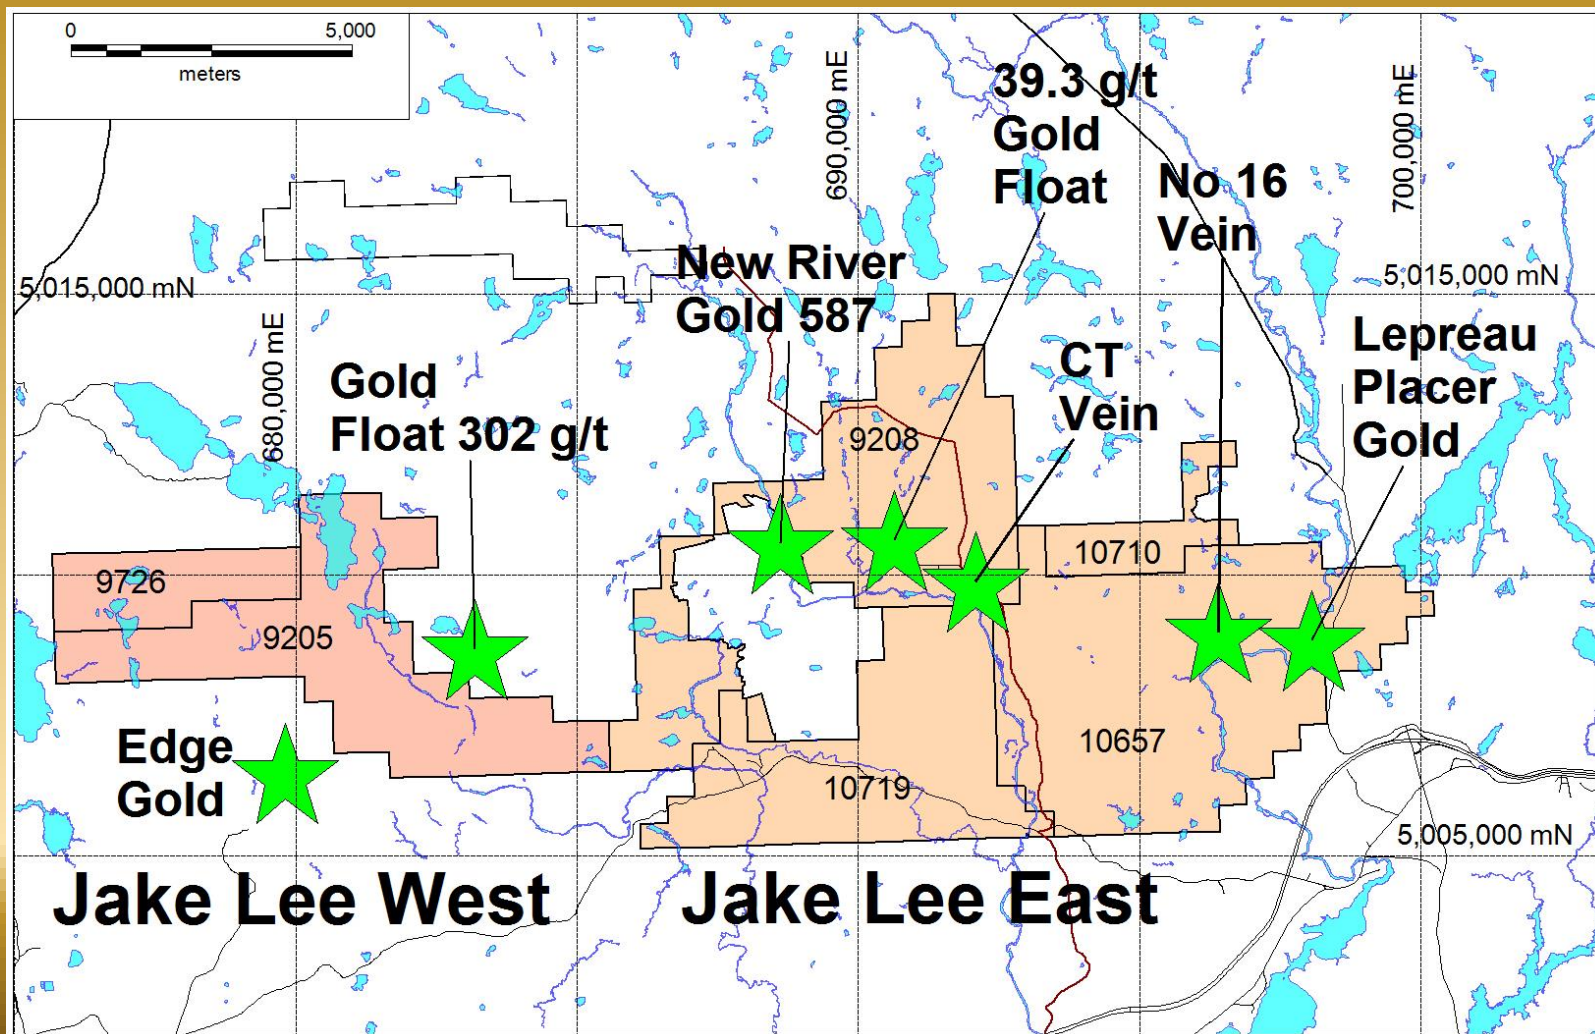 0 5,000
meters
690,000 mE
39.3 g/t
Gold
Float
700,000 mE
No 16
Vein
New River
Gold 587
5,015,000 mN
5,015,000 mN
680,000 mE
Gold
Float 302 g/t
CT
Vein
Lepreau
Placer
Gold
9208
10710
9726
9205
10657
10719
Edge
Gold
5,005,000 mN
Jake Lee West
Jake Lee East